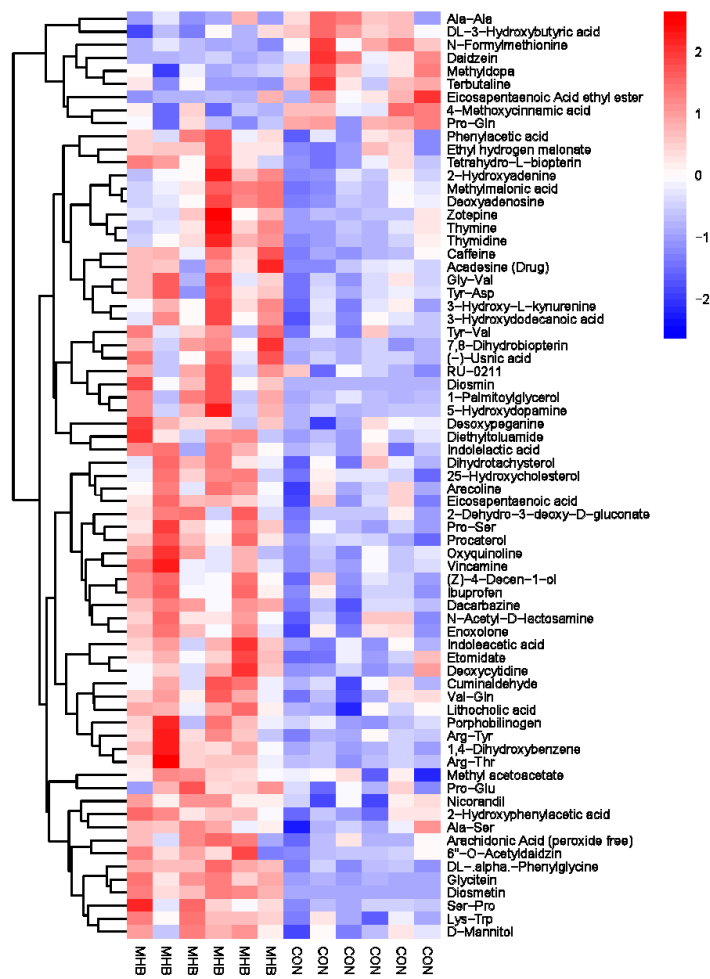 Ala-Ala
DL-3-Hydroxybutyric acid
N-Formylmethionine
Daidzein
Methyldopa
Terbutaline
Eicosapentaenoic Acid ethyl ester
4-Methoxycinnamic acid
Pro-Gln
Phenylacetic acid
Ethyl hydrogen malonate
Tetrahydro-L-biopterin
2-Hydroxyadenine
Methylmalonic acid
Deoxyadenosine
Zotepine
Thymine
Thymidine
Caffeine
Acadesine (Drug)
Gly-Val
Tyr-Asp
3-Hydroxy-L-kynurenine
3-Hydroxydodecanoic acid
Tyr-Val
7,8-Dihydrobiopterin
(-)-Usnic acid
RU-0211
Diosmin
1-Palmitoylglycerol
5-Hydroxydopamine
Desoxypeganine
Diethyltoluamide
Indolelactic acid
Dihydrotachysterol
25-Hydroxycholesterol
Arecoline
Eicosapentaenoic acid
2-Dehydro-3-deoxy-D-gluconate
Pro-Ser
Procaterol
Oxyquinoline
Vincamine
(Z)-4-Decen-1-ol
Ibuprofen
Dacarbazine
N-Acetyl-D-lactosamine
Enoxolone
Indoleacetic acid
Etomidate
Deoxycytidine
Cuminaldehyde
Val-Gln
Lithocholic acid
Porphobilinogen
Arg-Tyr
1,4-Dihydroxybenzene
Arg-Thr
Methyl acetoacetate
Pro-Glu
Nicorandil
2-Hydroxyphenylacetic acid
Ala-Ser
Arachidonic Acid (peroxide free)
6"-O-Acetyldaidzin
DL-.alpha.-Phenylglycine
Glycitein
Diosmetin
Ser-Pro
Lys-Trp
D-Mannitol
MHB
MHB
MHB
MHB
MHB
MHB
CON
CON
CON
CON
CON
CON
2
1
0
-1
-2